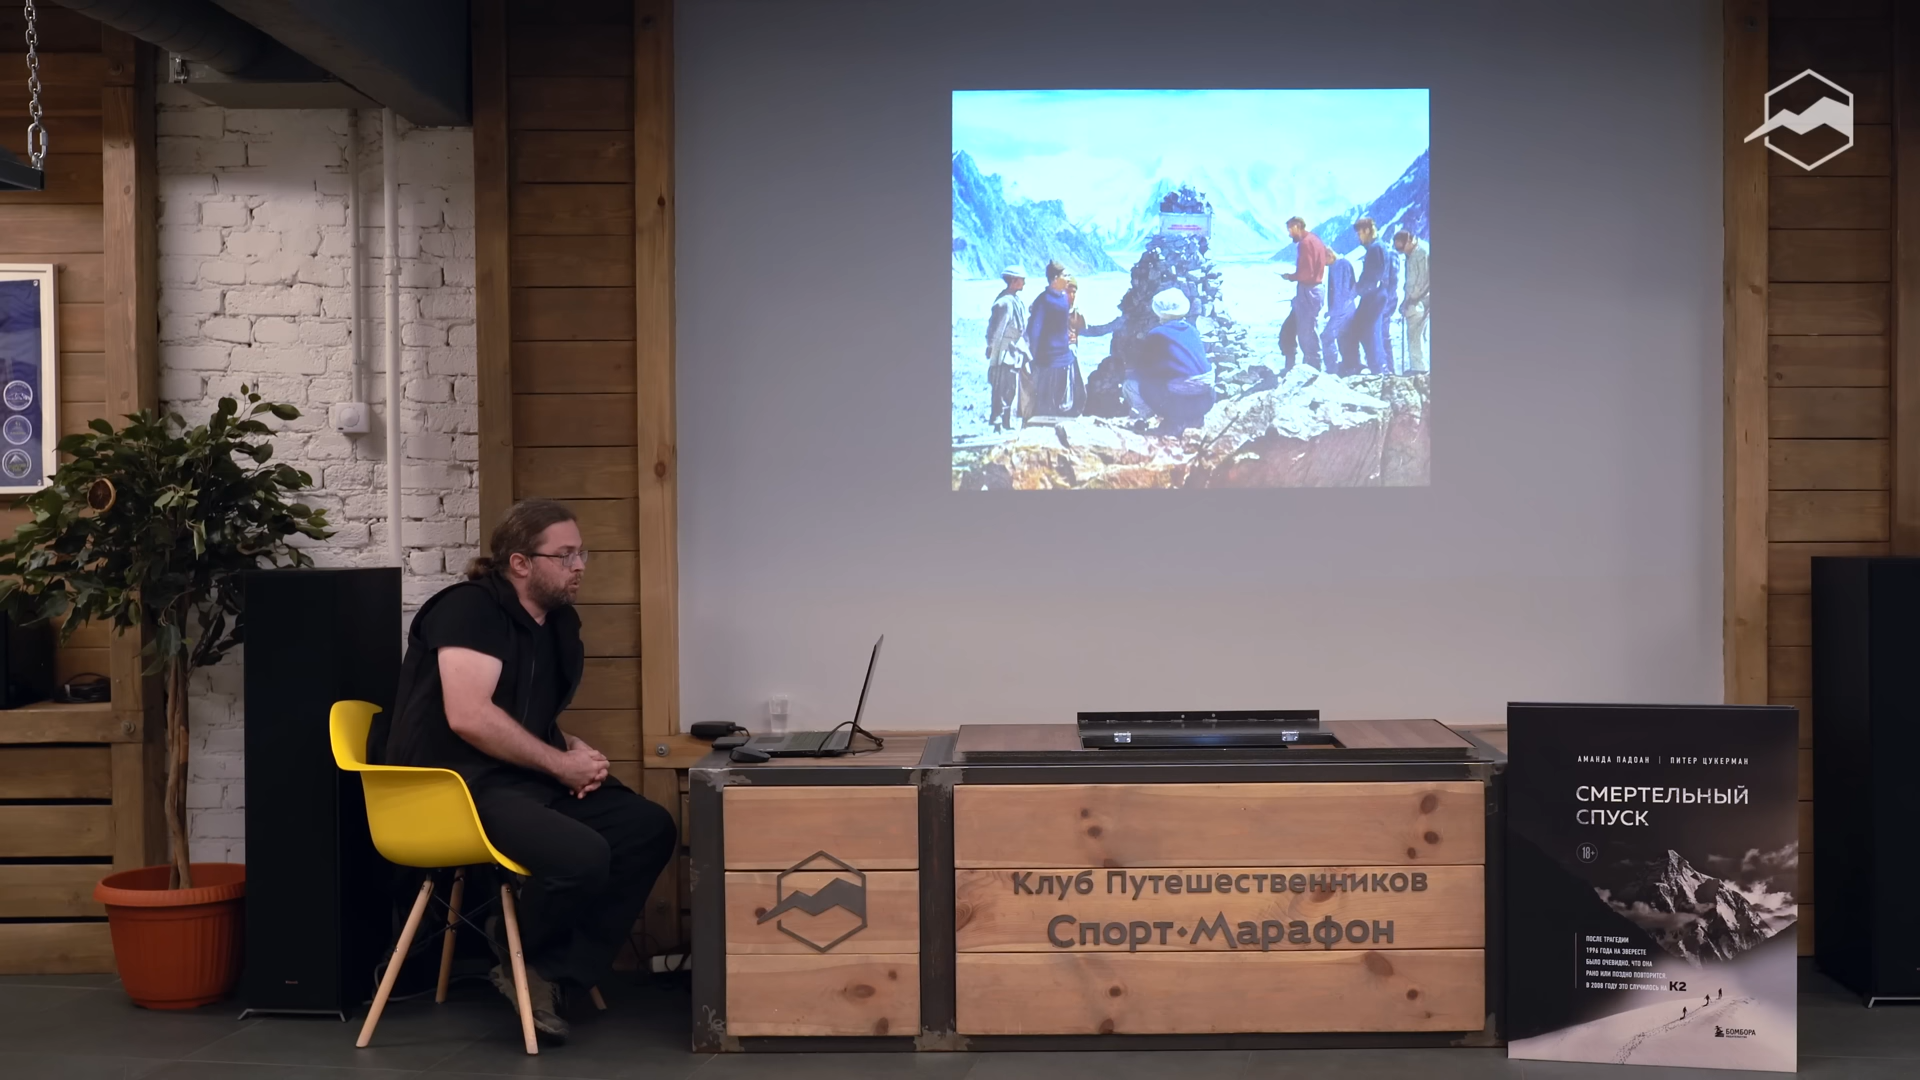 Клуб Путешественников
Спорт·Марафон
АМАНДА ПАДОАН | ПИТЕР ЦУКЕРМАН
СМЕРТЕЛЬНЫЙ
СПУСК
18+
ПОСЛЕ ТРАГЕДИИ
1996 ГОДА НА ЭВЕРЕСТЕ
БЫЛО ОЧЕВИДНО, ЧТО ОНА
РАНО ИЛИ ПОЗДНО ПОВТОРИТСЯ.
В 2008 ГОДУ ЭТО СЛУЧИЛОСЬ НА K2
БОМБОРА